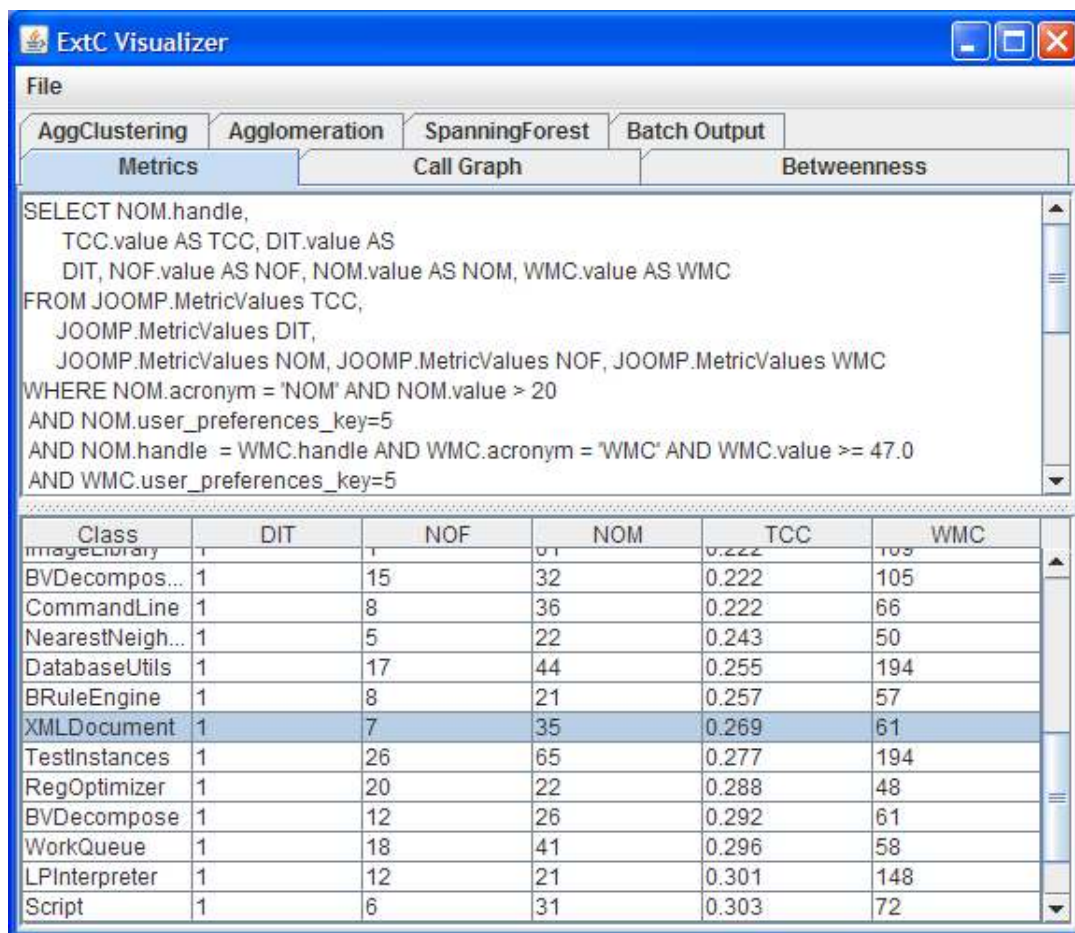 ExtC Visualizer
File
AggClustering Agglomeration SpanningForest Batch Output
Metrics Call Graph Betweenness
SELECT NOM.handle,
TCC.value AS TCC, DIT.value AS
DIT, NOF.value AS NOF, NOM.value AS NOM, WMC.value AS WMC
FROM JOOMP.MetricValues TCC,
JOOMP.MetricValues DIT,
JOOMP.MetricValues NOM, JOOMP.MetricValues NOF, JOOMP.MetricValues WMC
WHERE NOM.acronym = 'NOM' AND NOM.value > 20
AND NOM.user_preferences_key=5
AND NOM.handle = WMC.handle AND WMC.acronym = 'WMC' AND WMC.value >= 47.0
AND WMC.user_preferences_key=5
Class DIT NOF NOM TCC WMC
ImageLibrary 1 0.222 109
BVDecompos... 1 15 32 0.222 105
CommandLine 1 8 36 0.222 66
NearestNeigh... 1 5 22 0.243 50
DatabaseUtils 1 17 44 0.255 194
BRuleEngine 1 8 21 0.257 57
XMLDocument 1 7 35 0.269 61
TestInstances 1 26 65 0.277 194
RegOptimizer 1 20 22 0.288 48
BVDecompose 1 12 26 0.292 61
WorkQueue 1 18 41 0.296 58
LPInterpreter 1 12 21 0.301 148
Script 1 6 31 0.303 72